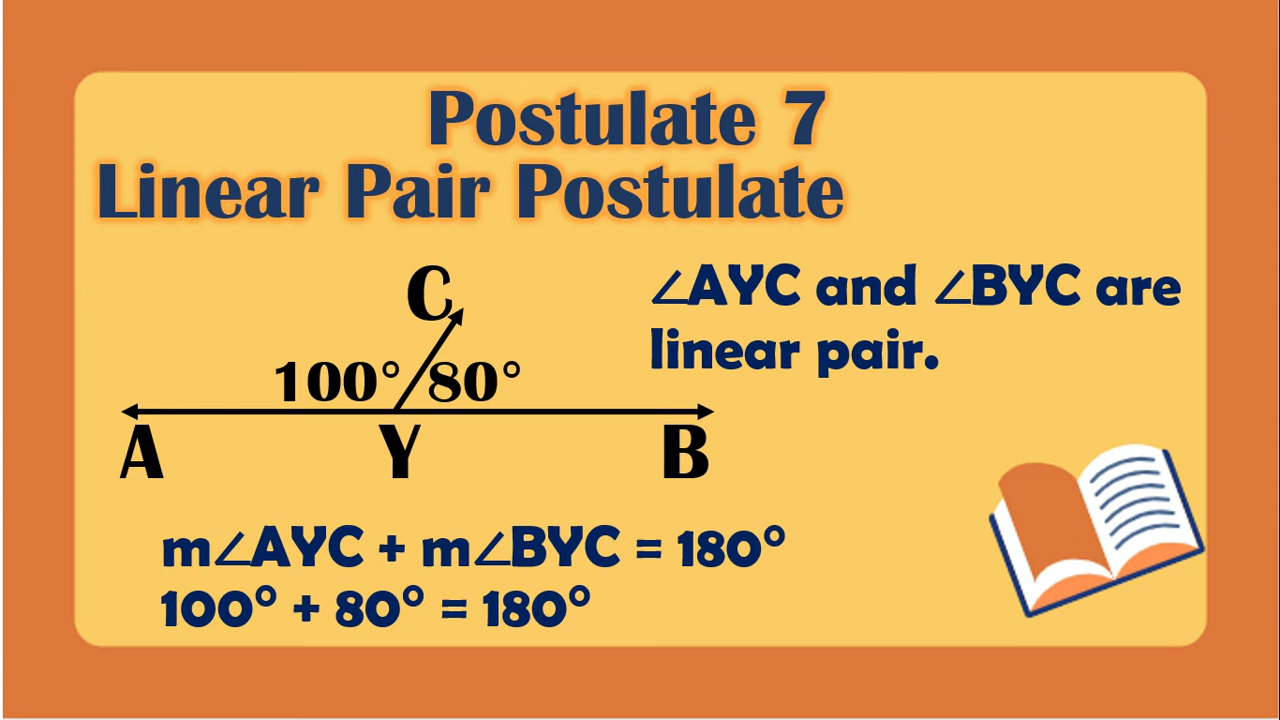 Postulate 7
Linear Pair Postulate
C
100° 80°
A Y B
∠AYC and ∠BYC are
linear pair.
m∠AYC + m∠BYC = 180°
100° + 80° = 180°